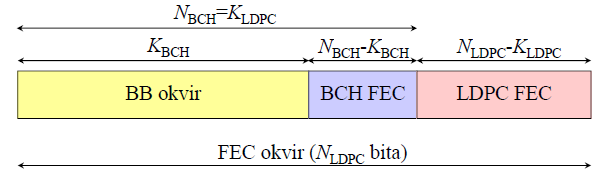 N_BCH=K_LDPC
K_BCH N_BCH-K_BCH N_LDPC-K_LDPC
BB okvir BCH FEC LDPC FEC
FEC okvir (N_LDPC bita)